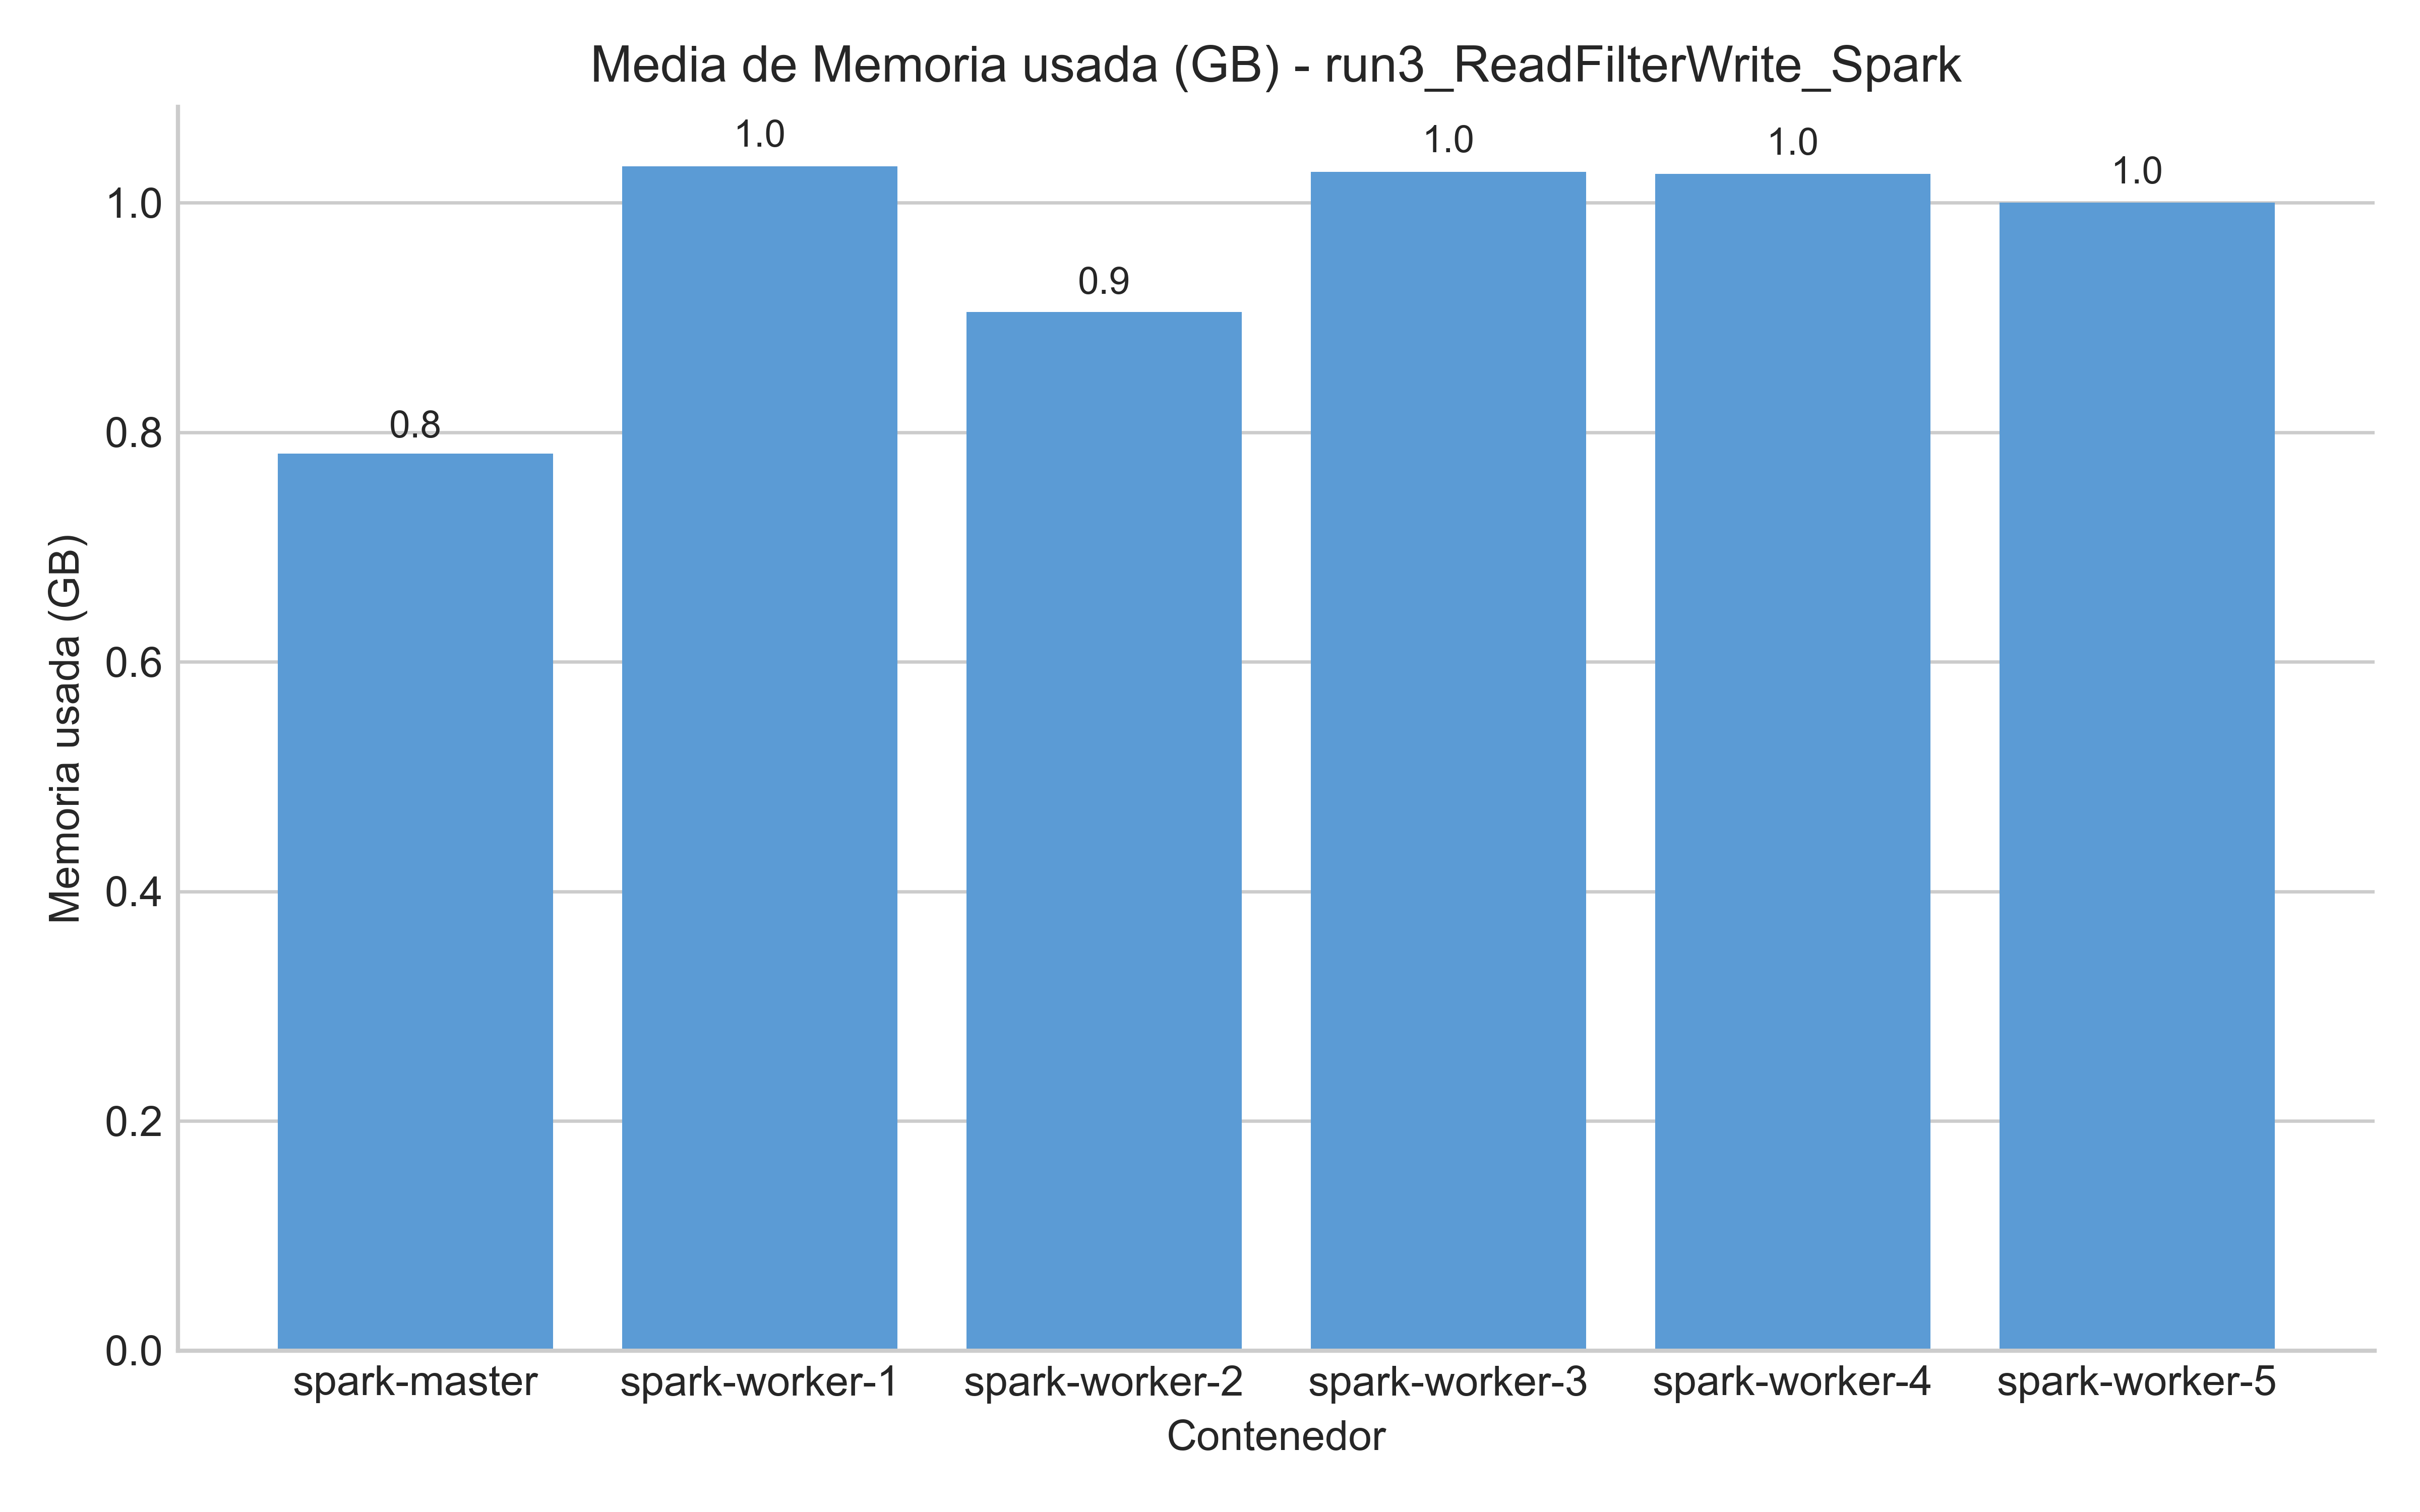 Media de Memoria usada (GB) - run3_ReadFilterWrite_Spark
Memoria usada (GB)
1.0
0.8
0.6
0.4
0.2
0.0
0.8
1.0
0.9
1.0
1.0
1.0
spark-master
spark-worker-1
spark-worker-2
spark-worker-3
spark-worker-4
spark-worker-5
Contenedor